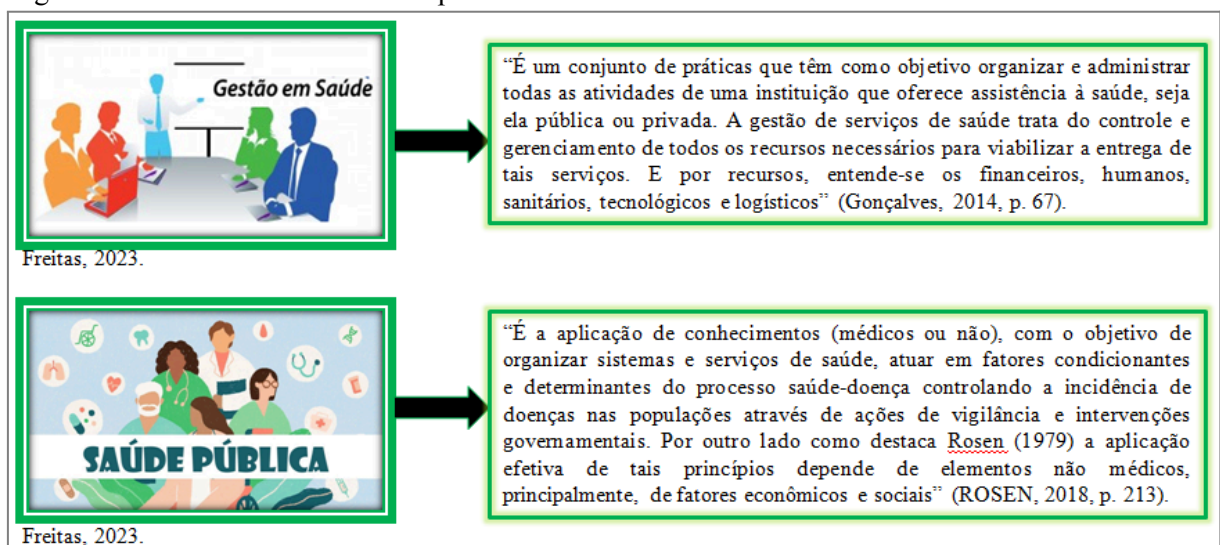 Gestão em Saúde
“É um conjunto de práticas que têm como objetivo organizar e administrar
todas as atividades de uma instituição que oferece assistência à saúde, seja
ela pública ou privada. A gestão de serviços de saúde trata do controle e
gerenciamento de todos os recursos necessários para viabilizar a entrega de
tais serviços. E por recursos, entende-se os financeiros, humanos,
sanitários, tecnológicos e logísticos” (Gonçalves, 2014, p. 67).
Freitas, 2023.
SAÚDE PÚBLICA
“É a aplicação de conhecimentos (médicos ou não), com o objetivo de
organizar sistemas e serviços de saúde, atuar em fatores condicionantes
e determinantes do processo saúde-doença controlando a incidência de
doenças nas populações através de ações de vigilância e intervenções
governamentais. Por outro lado como destaca Rosen (1979) a aplicação
efetiva de tais princípios depende de elementos não médicos,
principalmente, de fatores econômicos e sociais” (ROSEN, 2018, p. 213).
Freitas, 2023.